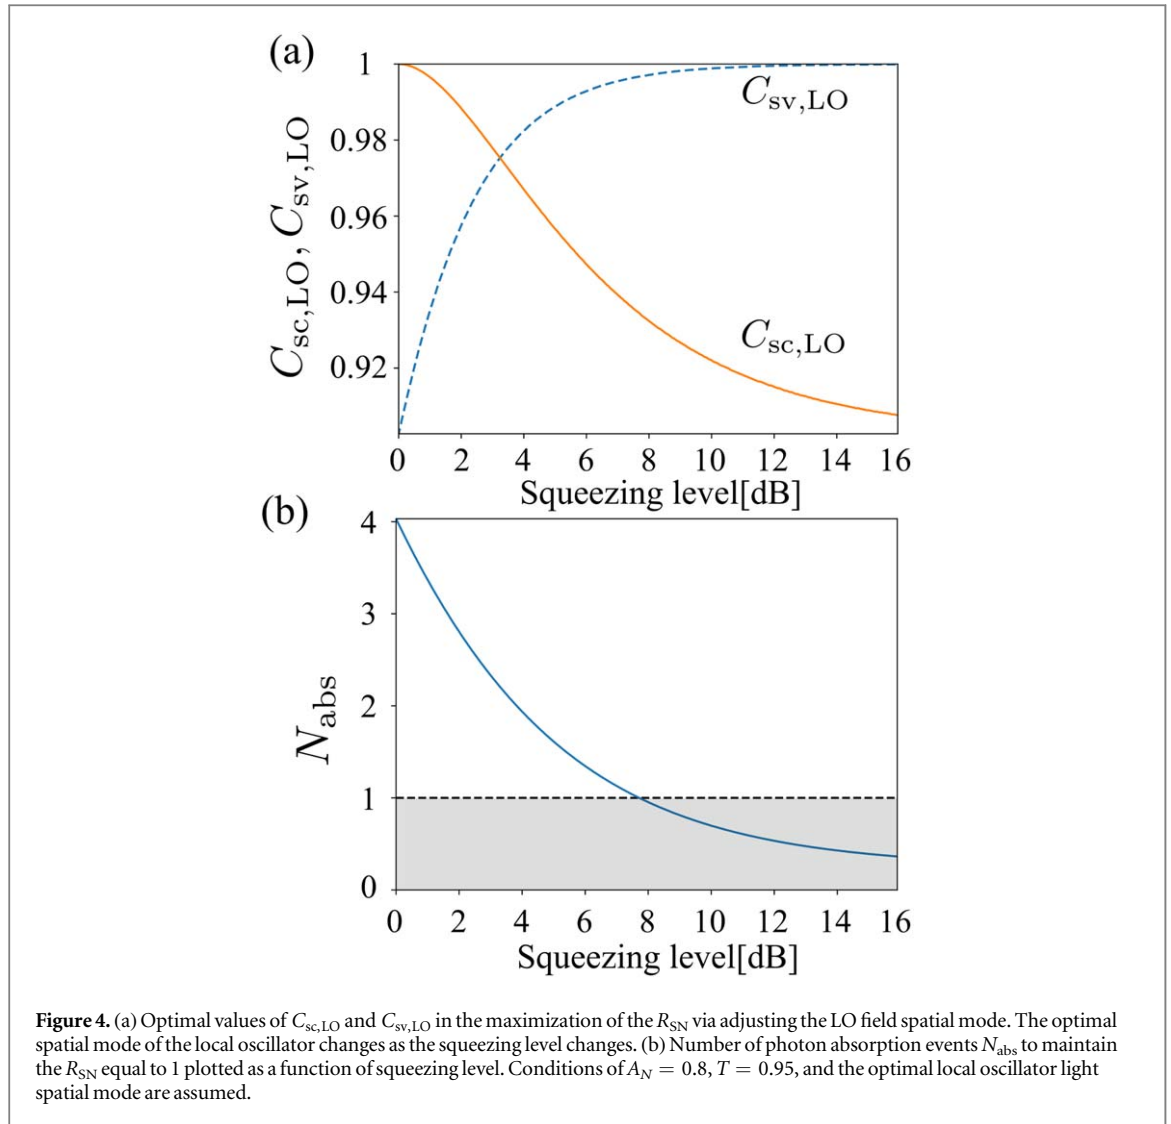 (a)
1
0.98
0.96
0.94
0.92
C_sc,LO, C_sv,LO
C_sv,LO
C_sc,LO
0 2 4 6 8 10 12 14 16
Squeezing level[dB]
(b)
4
3
2
1
0
N_abs
0 2 4 6 8 10 12 14 16
Squeezing level[dB]
Figure 4. (a) Optimal values of C_sc,LO and C_sv,LO in the maximization of the R_SN via adjusting the LO field spatial mode. The optimal
spatial mode of the local oscillator changes as the squeezing level changes. (b) Number of photon absorption events N_abs to maintain
the R_SN equal to 1 plotted as a function of squeezing level. Conditions of A_N = 0.8, T = 0.95, and the optimal local oscillator light
spatial mode are assumed.